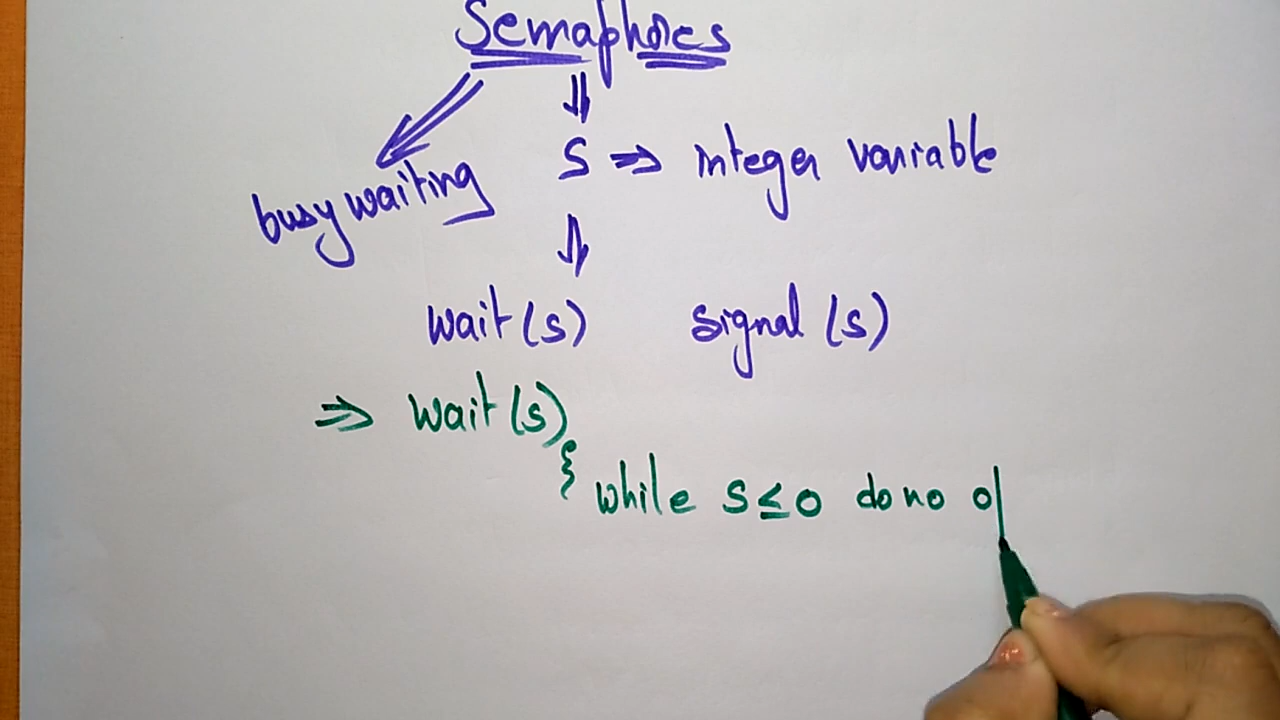 Semaphores
S ⇒ integer variable
busy waiting
wait(s) signal (s)
⇒ wait(s)
{ while S≤0 do no